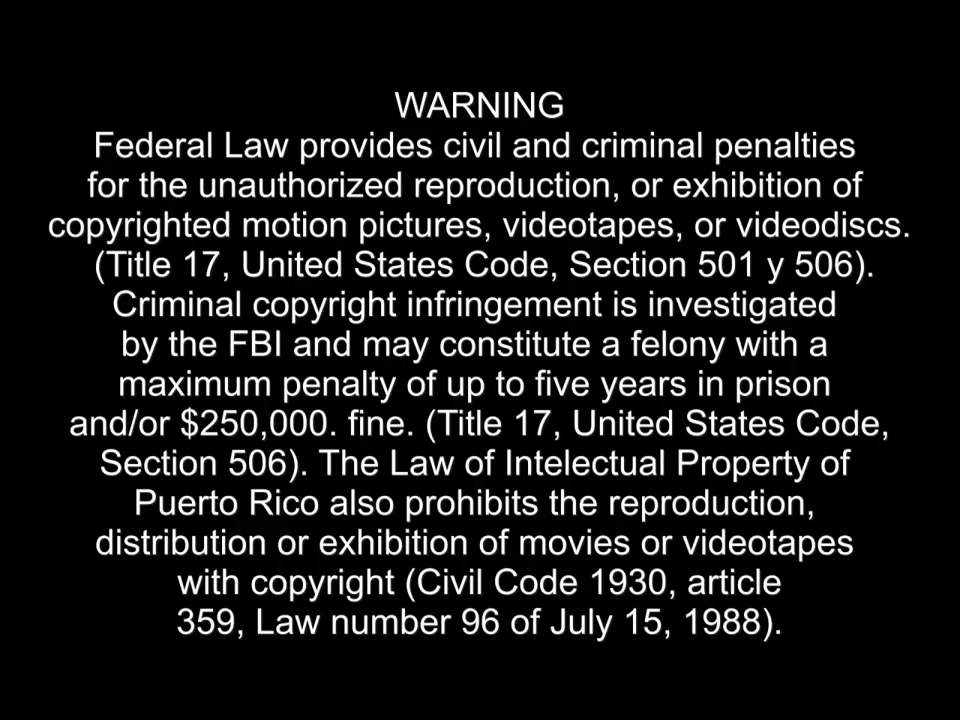 WARNING
Federal Law provides civil and criminal penalties
for the unauthorized reproduction, or exhibition of
copyrighted motion pictures, videotapes, or videodiscs.
(Title 17, United States Code, Section 501 y 506).
Criminal copyright infringement is investigated
by the FBI and may constitute a felony with a
maximum penalty of up to five years in prison
and/or $250,000. fine. (Title 17, United States Code,
Section 506). The Law of Intelectual Property of
Puerto Rico also prohibits the reproduction,
distribution or exhibition of movies or videotapes
with copyright (Civil Code 1930, article
359, Law number 96 of July 15, 1988).